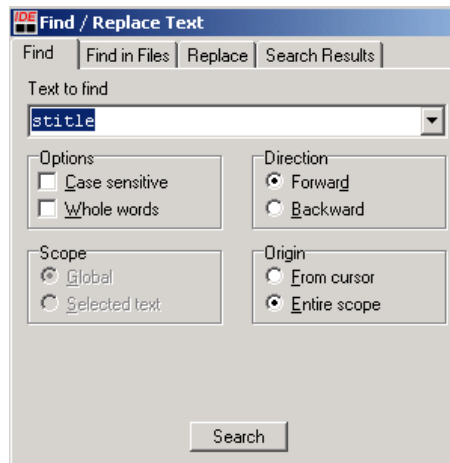 IDE Find / Replace Text
Find Find in Files Replace Search Results
Text to find
stitle
Options Direction
Case sensitive Forward
Whole words Backward
Scope Origin
Global From cursor
Selected text Entire scope
Search